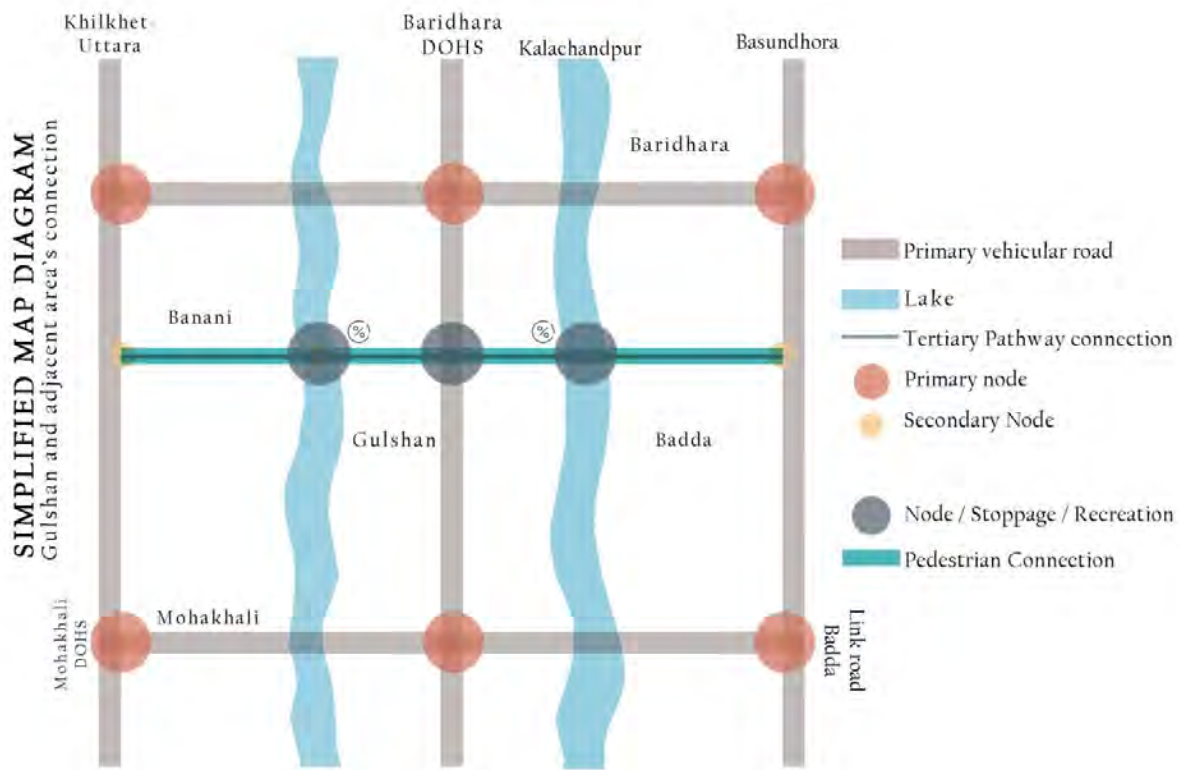 SIMPLIFIED MAP DIAGRAM
Gulshan and adjacent area's connection
Khilkhet
Uttara
Baridhara
DOHS
Kalachandpur
Basundhora
Baridhara
Banani
%
%
Gulshan
Badda
Mohakhali
DOHS
Mohakhali
Link road
Badda
Primary vehicular road
Lake
Tertiary Pathway connection
Primary node
Secondary Node
Node / Stoppage / Recreation
Pedestrian Connection